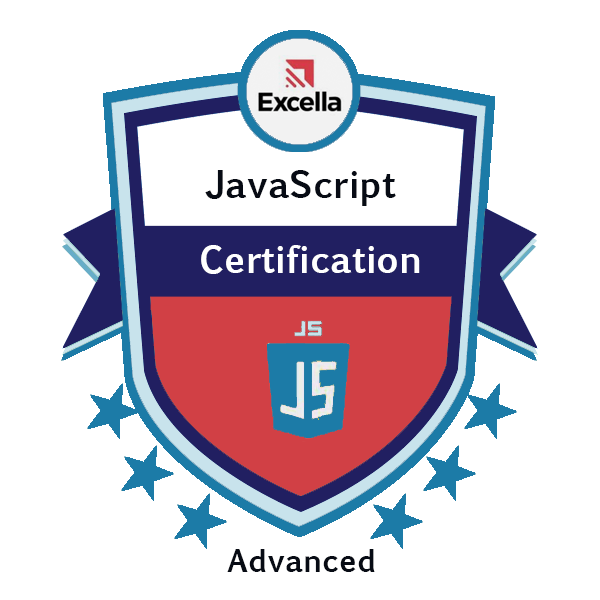 Excella
JavaScript
Certification
JS
JS
Advanced